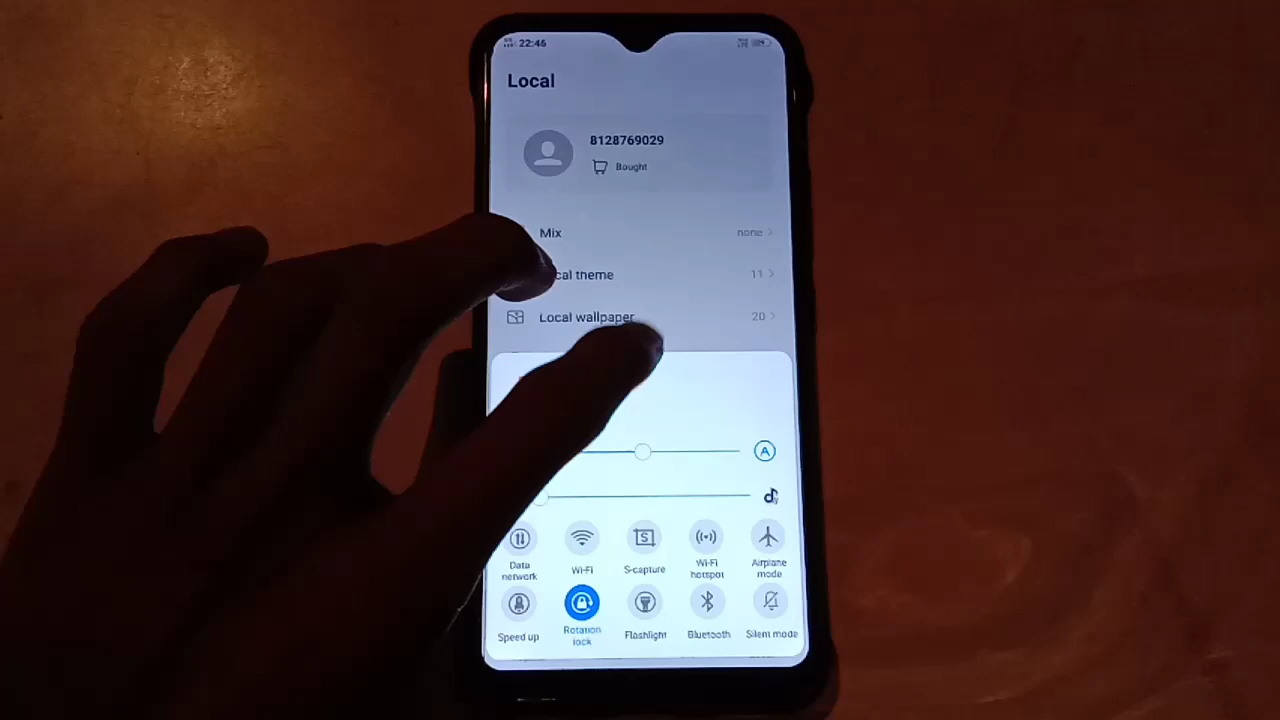 22:46
Local
8128769029
Bought
Mix none
cal theme 11
Local wallpaper 20
A
Data network
Wi-Fi
S-capture
Wi-Fi hotspot
Airplane mode
Speed up
Rotation lock
Flashlight
Bluetooth
Silent mode